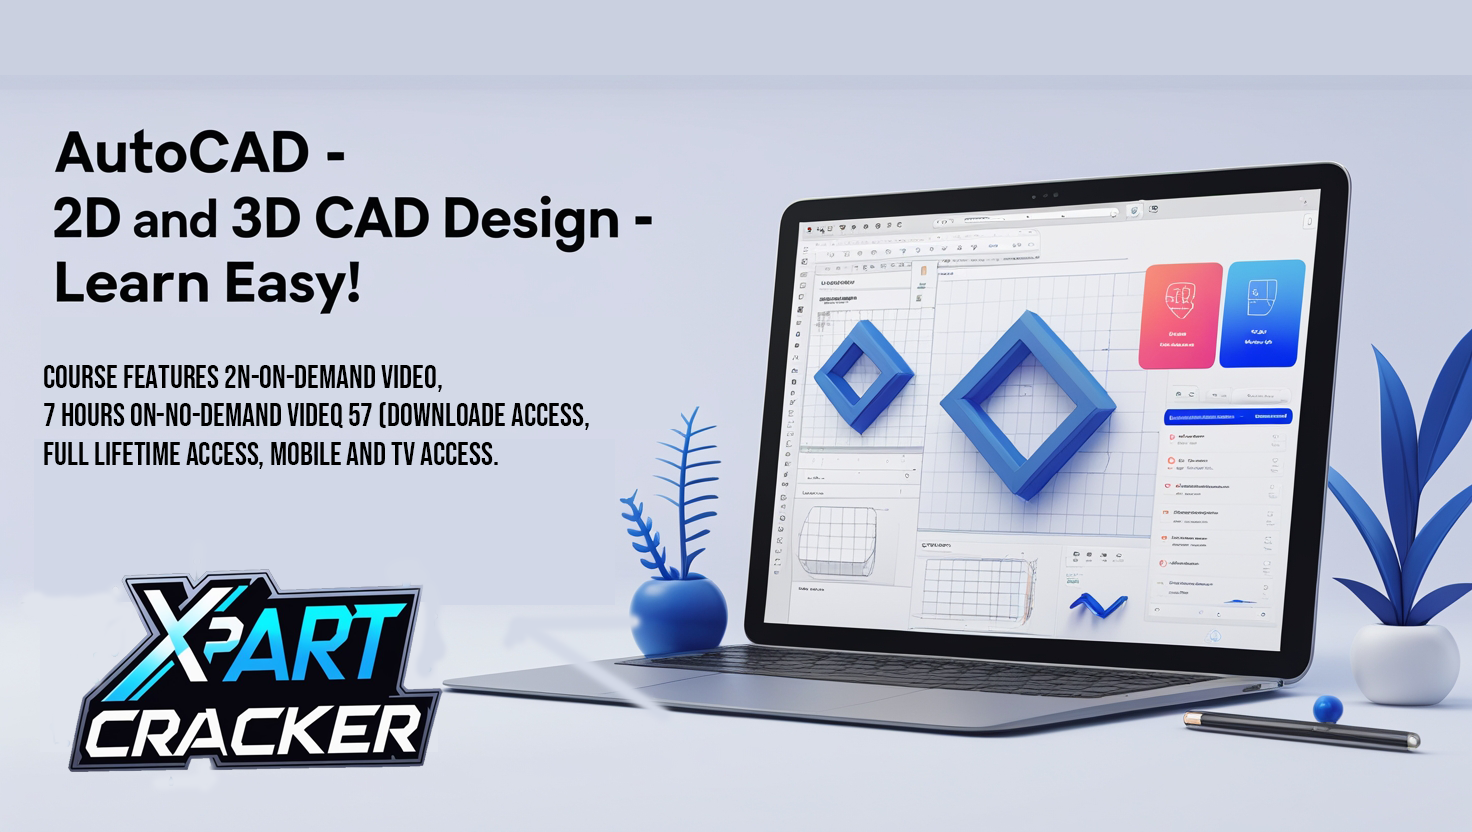 AutoCAD -
2D and 3D CAD Design -
Learn Easy!
COURSE FEATURES 2N-ON-DEMAND VIDEO,
7 HOURS ON-NO-DEMAND VIDEQ 57 (DOWNLOADE ACCESS,
FULL LIFETIME ACCESS, MOBILE AND TV ACCESS.
XPART
CRACKER